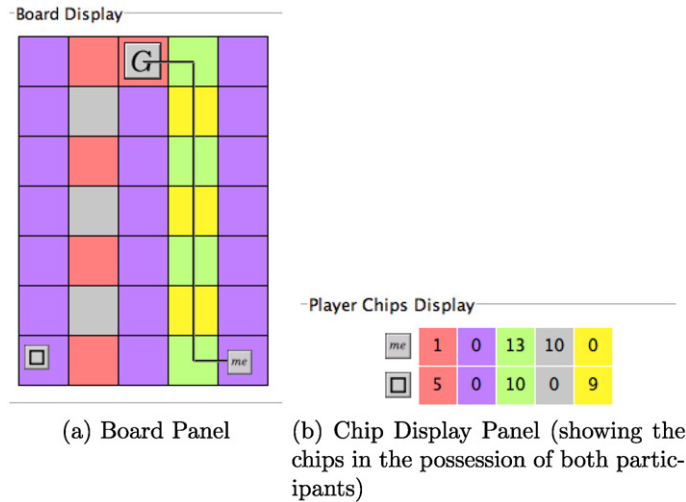 Board Display
G
me
Player Chips Display
me 1 0 13 10 0
5 0 10 0 9
(a) Board Panel
(b) Chip Display Panel (showing the
chips in the possession of both partic-
ipants)